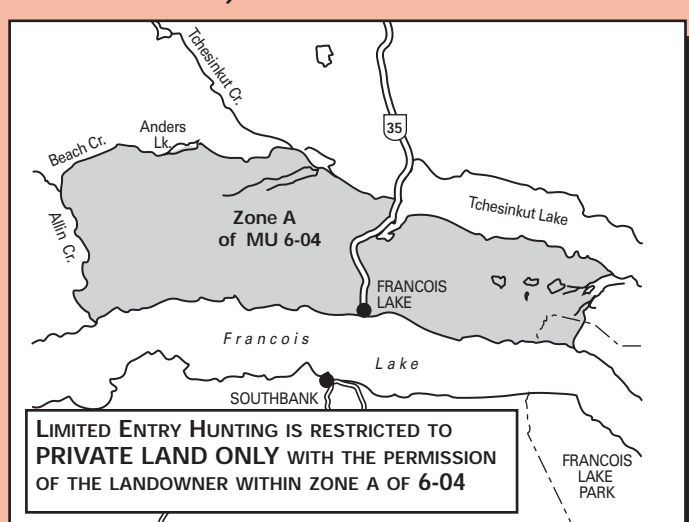 Tchesinkut Cr.
35
Anders
Lk.
Beach Cr.
Allin Cr.
Tchesinkut Lake
Zone A
of MU 6-04
FRANCOIS
LAKE
Francois
Lake
SOUTHBANK
LIMITED ENTRY HUNTING IS RESTRICTED TO
PRIVATE LAND ONLY WITH THE PERMISSION
OF THE LANDOWNER WITHIN ZONE A OF 6-04
FRANCOIS
LAKE
PARK